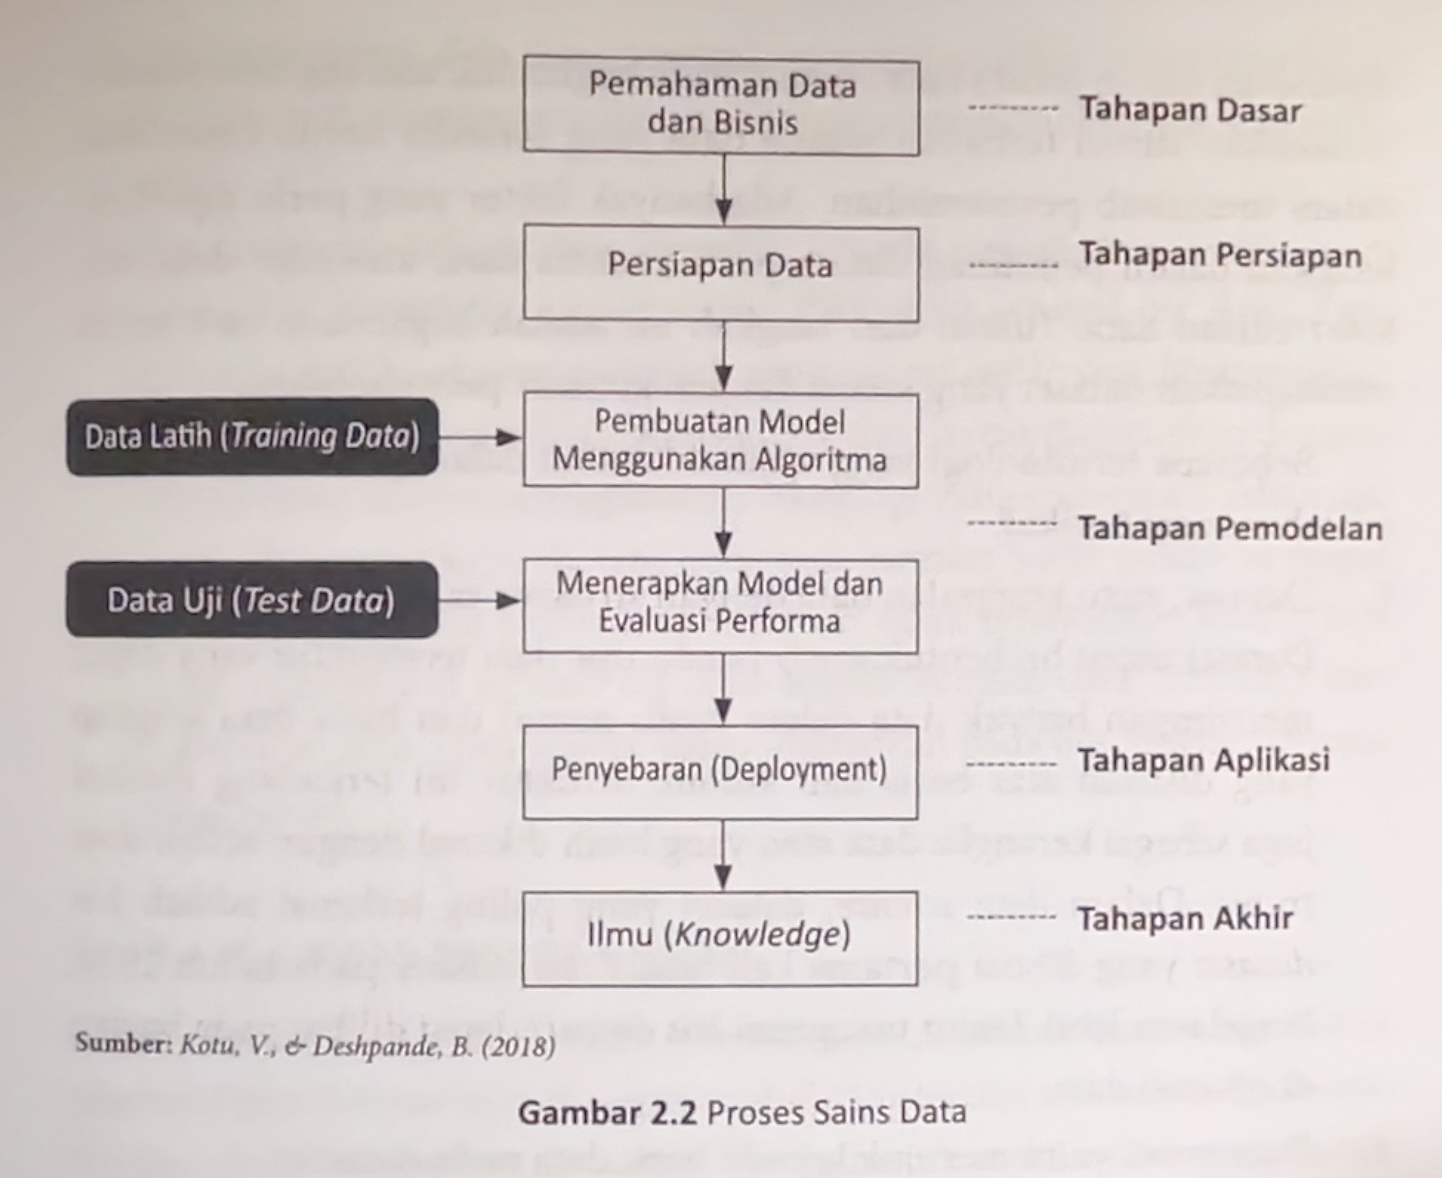 Pemahaman Data
dan Bisnis
Tahapan Dasar
Persiapan Data
Tahapan Persiapan
Data Latih (Training Data)
Pembuatan Model
Menggunakan Algoritma
Tahapan Pemodelan
Data Uji (Test Data)
Menerapkan Model dan
Evaluasi Performa
Penyebaran (Deployment)
Tahapan Aplikasi
Ilmu (Knowledge)
Tahapan Akhir
Sumber: Kotu, V., & Deshpande, B. (2018)
Gambar 2.2 Proses Sains Data